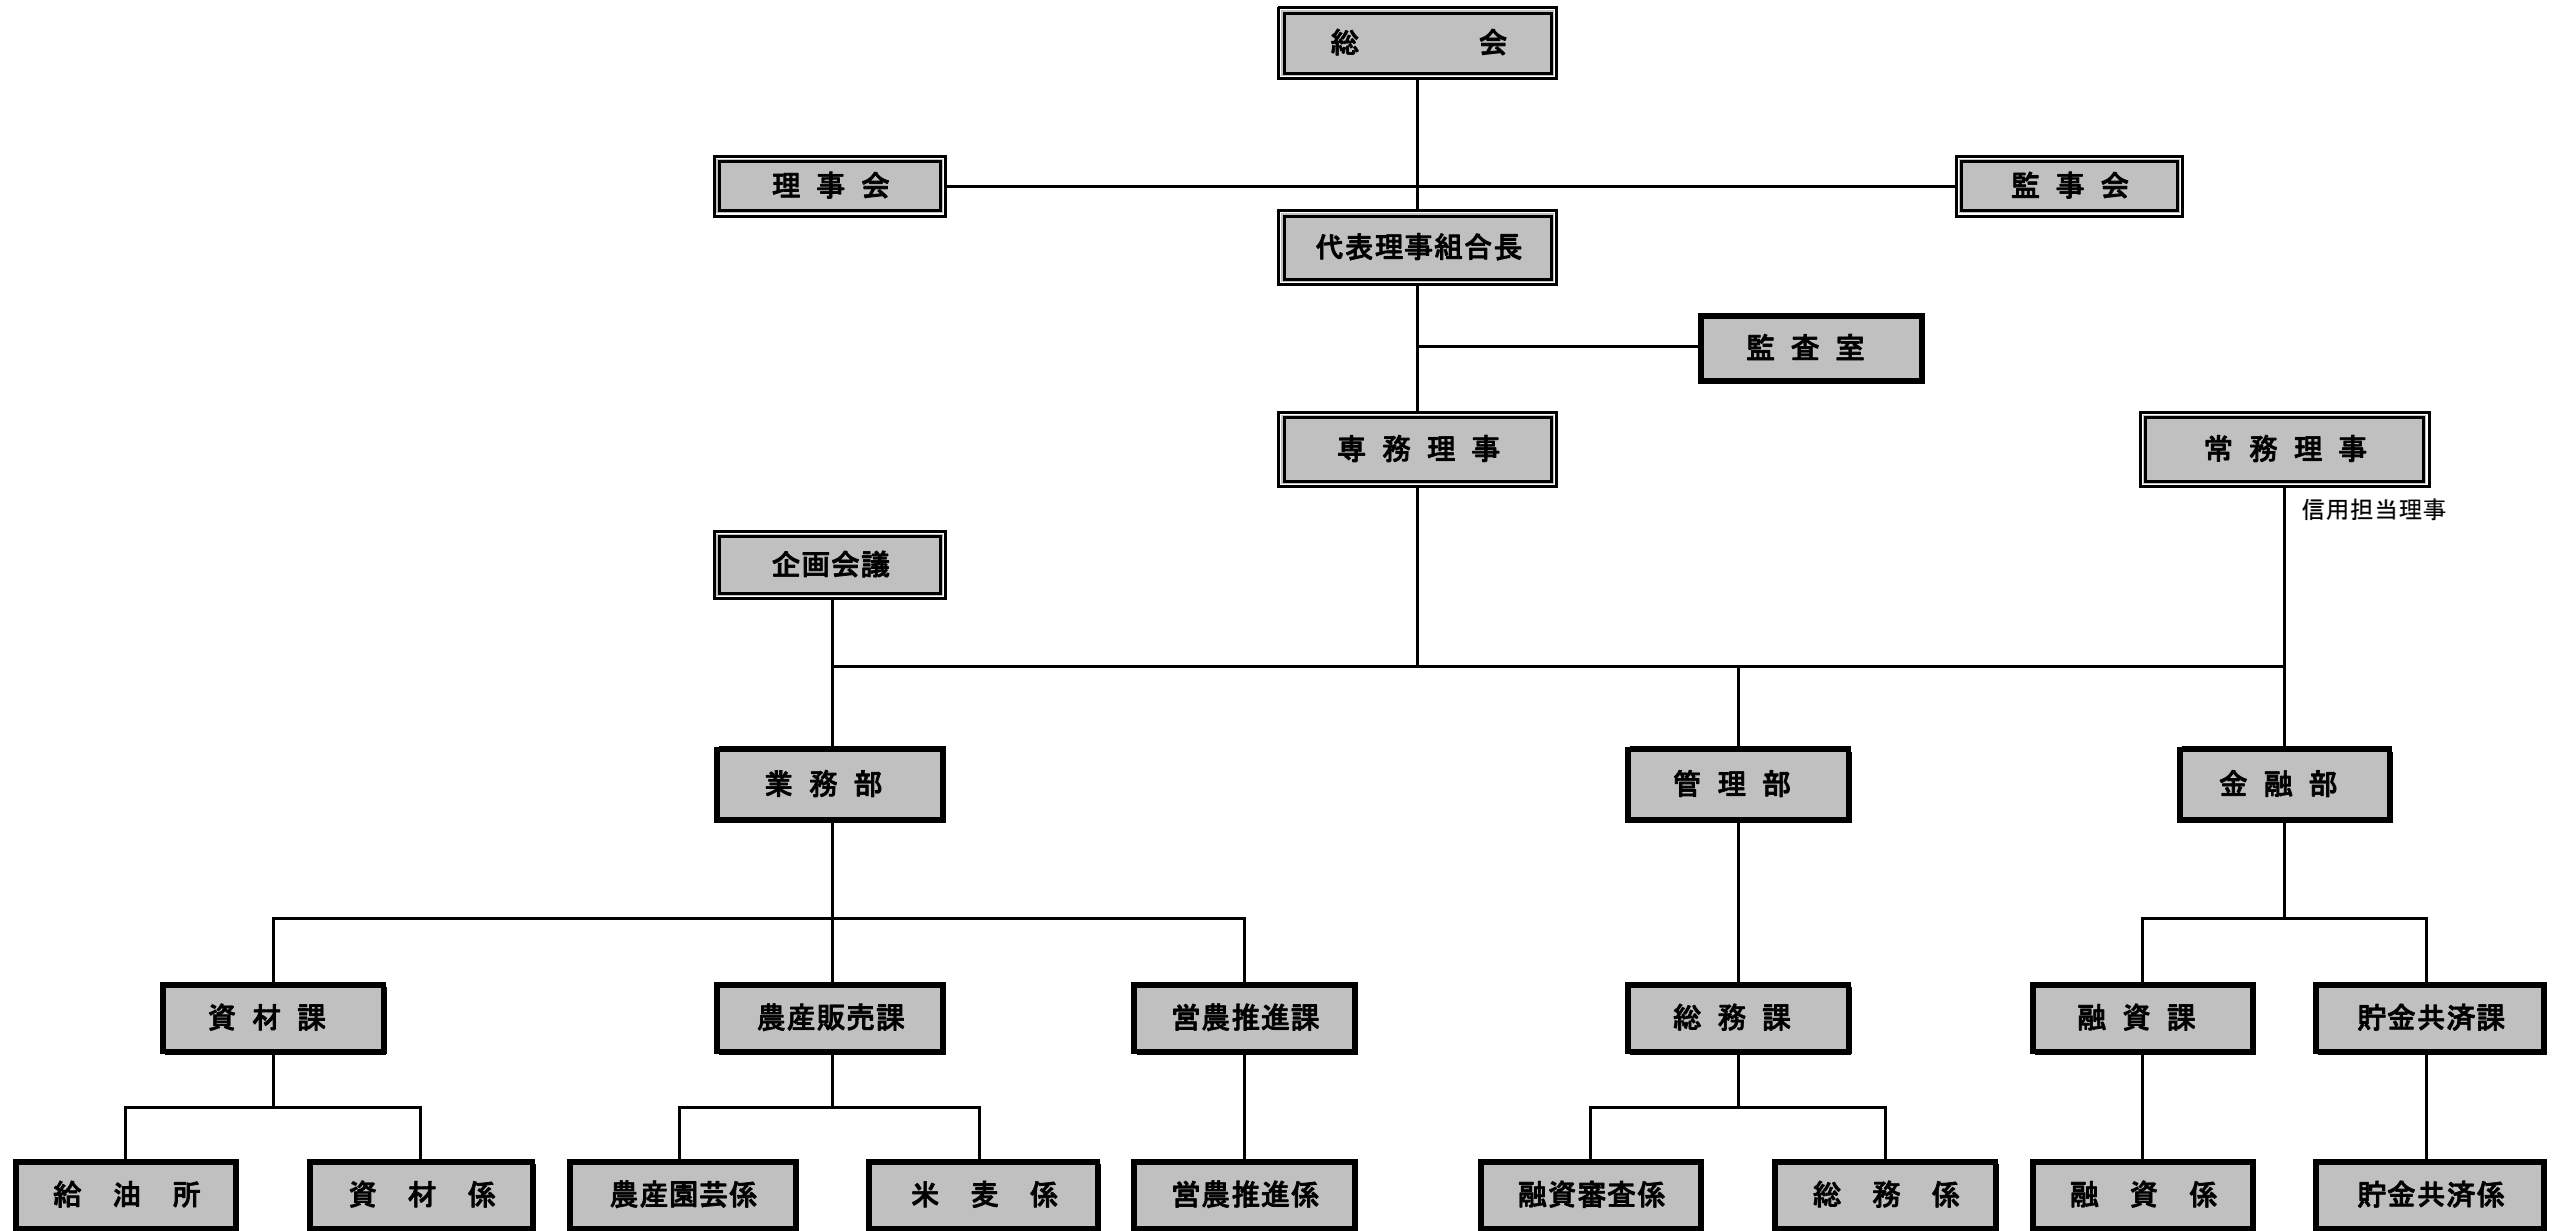 総　会
理事会
監事会
代表理事組合長
監査室
専務理事
常務理事
信用担当理事
企画会議
業務部
管理部
金融部
資材課
農産販売課
営農推進課
総務課
融資課
貯金共済課
給油所
資材係
農産園芸係
米麦係
営農推進係
融資審査係
総務係
融資係
貯金共済係